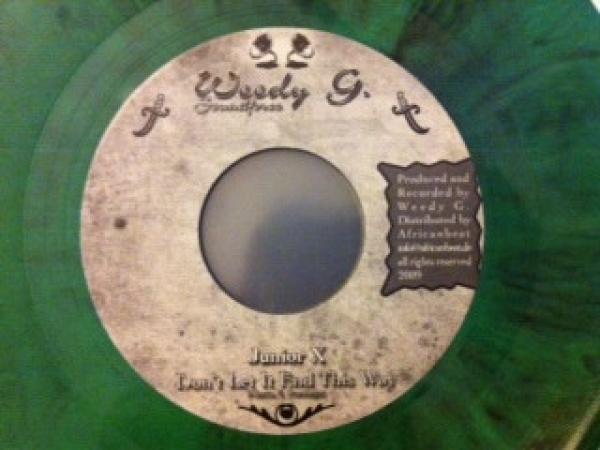 Weedy G.
Soundforce
Produced and
Recorded by
Weedy G.
Distributed by
Africanbeat
all rights reserved
2009
Junior X
Don't Let It End This Way